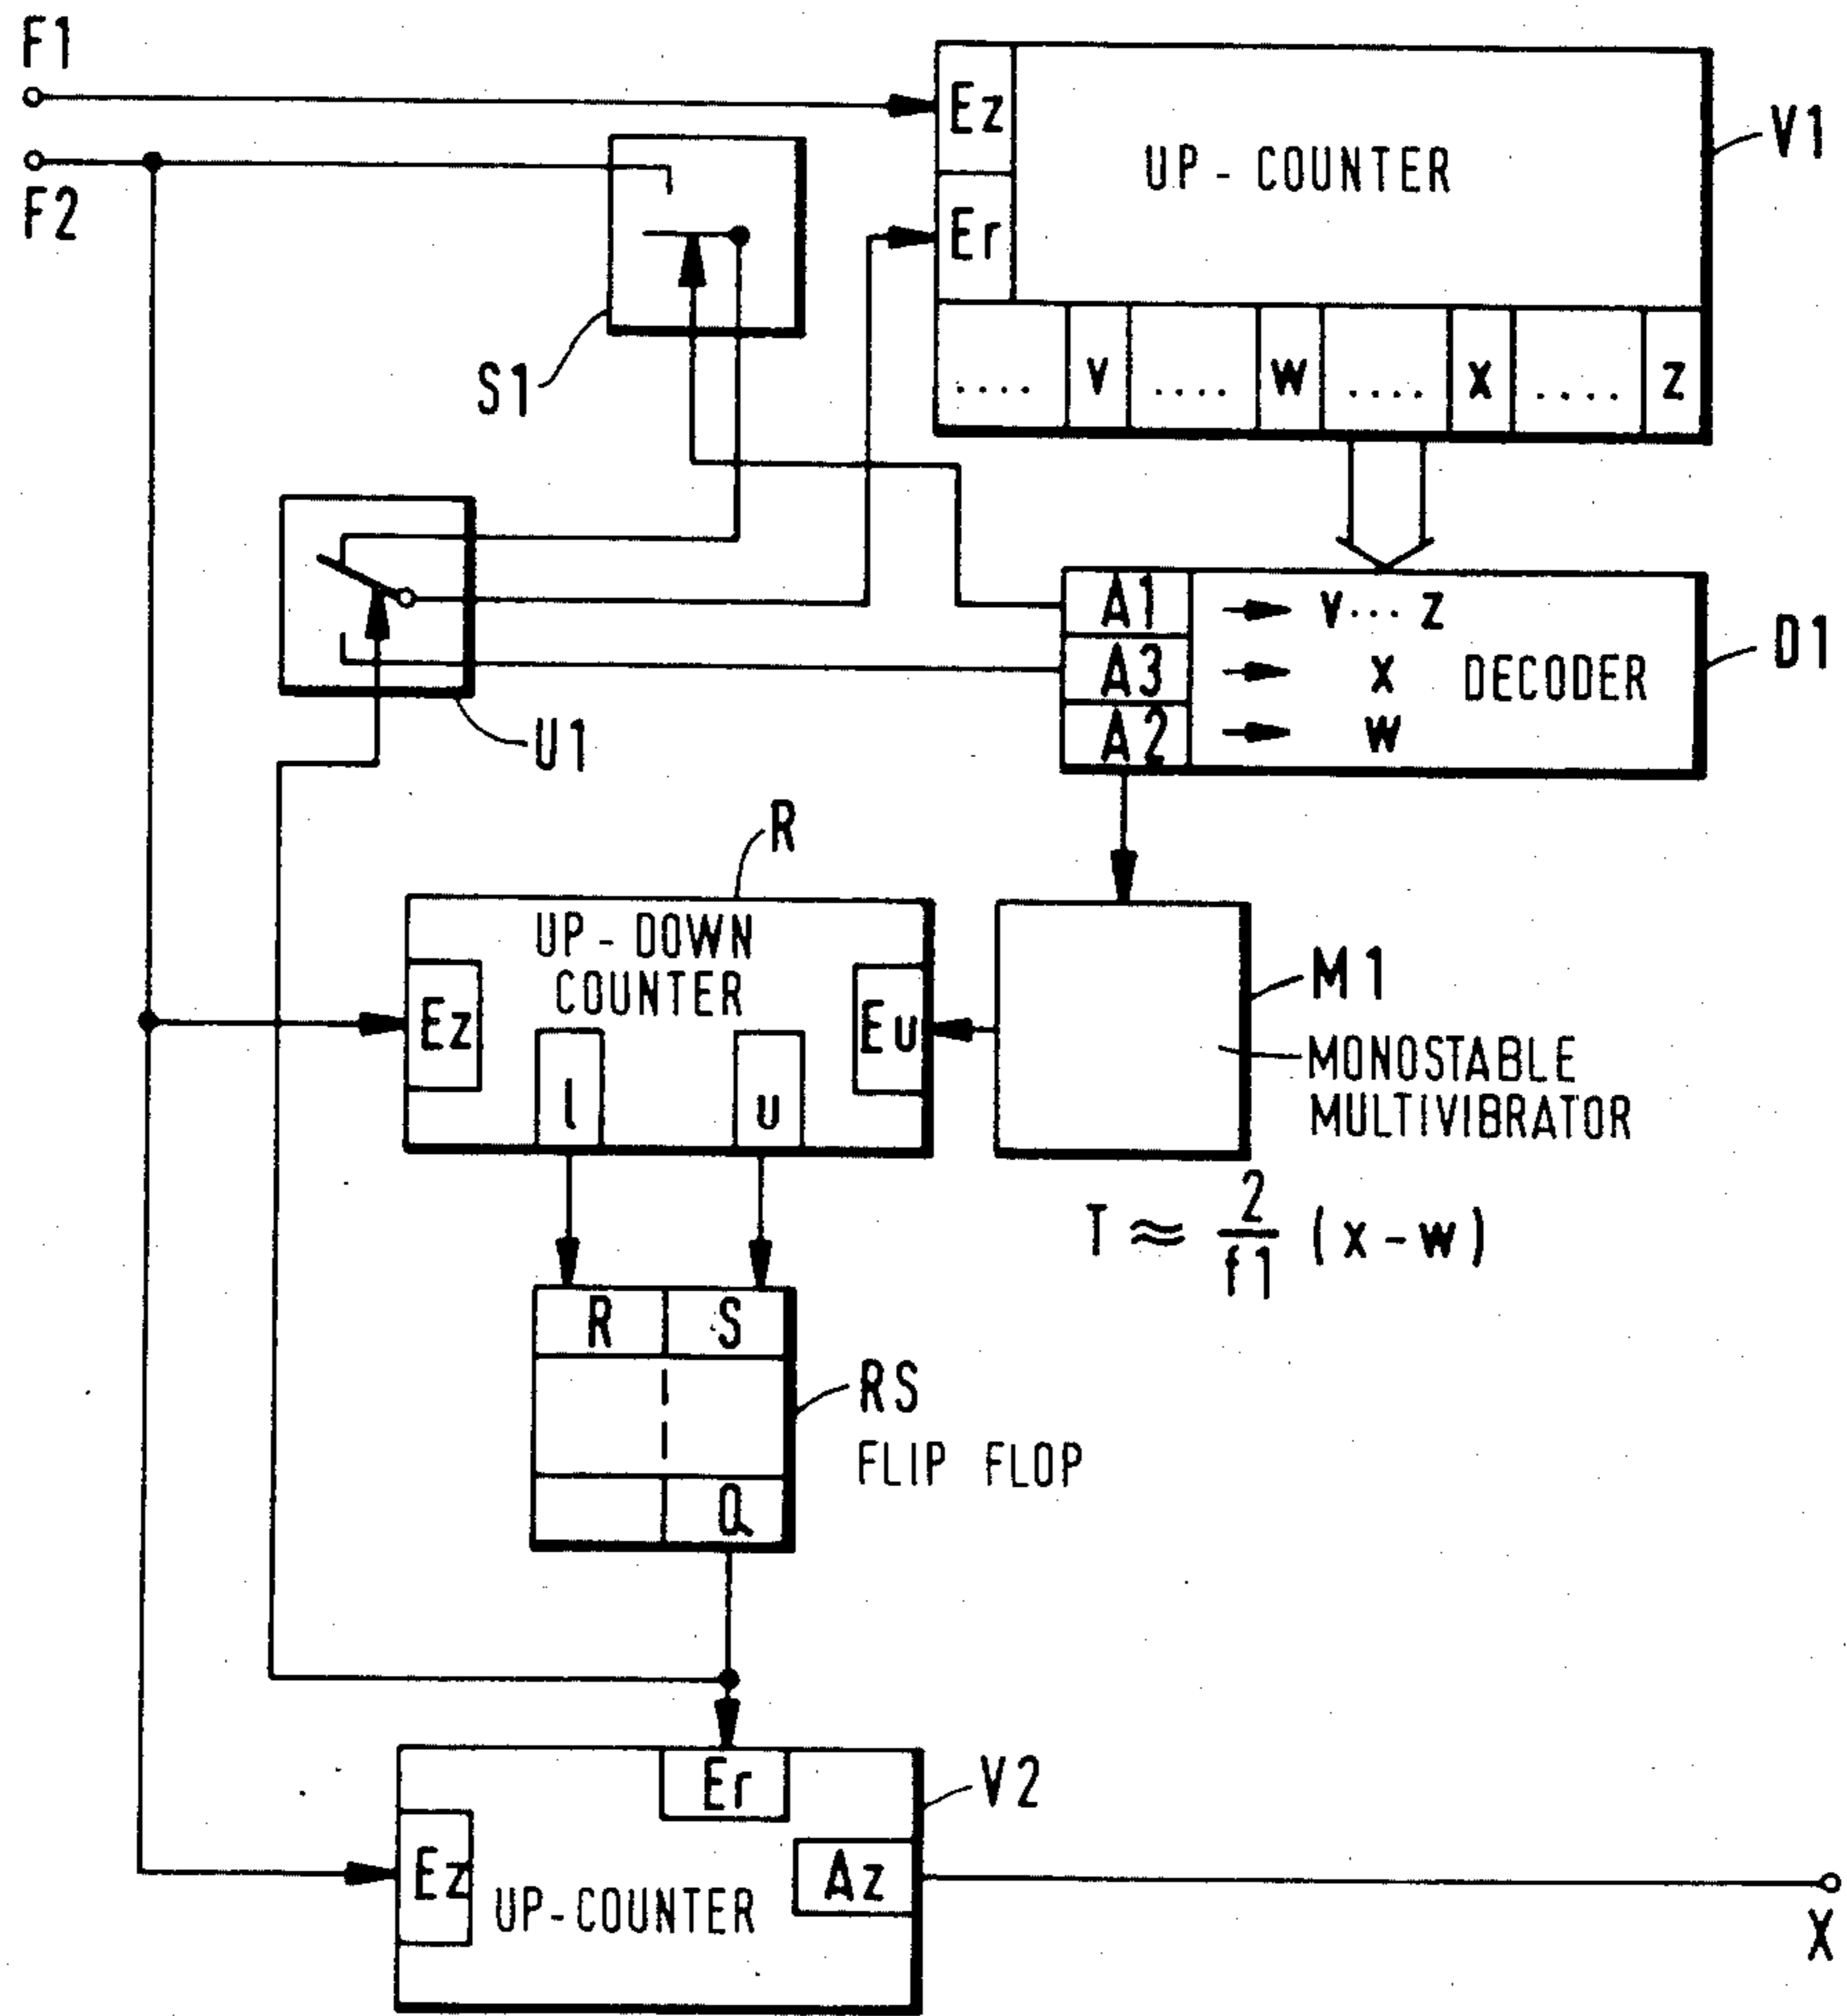 F1
F2
Ez
UP - COUNTER
V1
Er
S1
.... v .... w .... x .... z
A1 → v... z
D1
A3 → x DECODER
A2 → w
U1
R
UP - DOWN
COUNTER
Ez
Eu
l u
M1
MONOSTABLE
MULTIVIBRATOR
T ≈ 2/f1 (x - w)
R S
RS
FLIP FLOP
Q
Er
V2
Ez
Az
UP-COUNTER
X